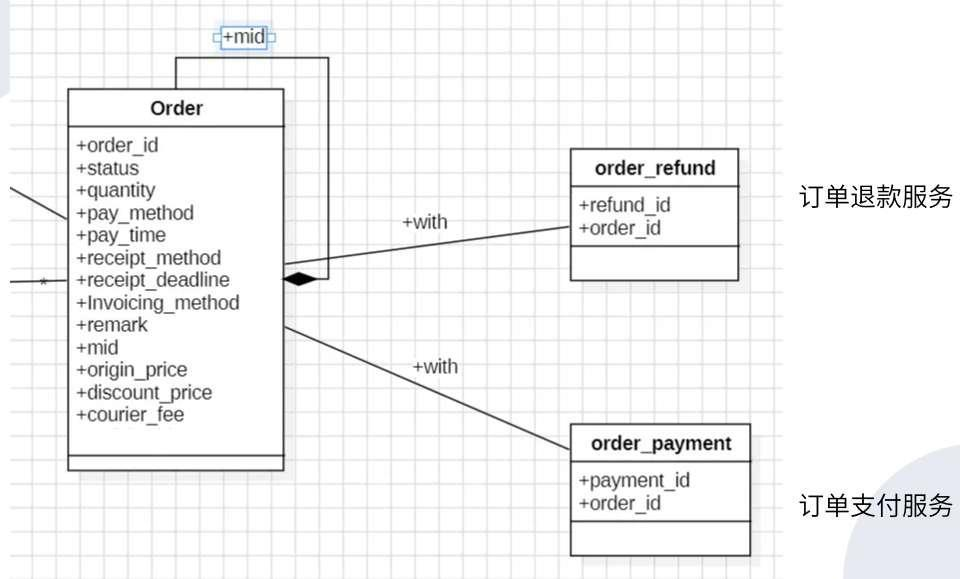 +mid
Order
+order_id
+status
+quantity
+pay_method
+pay_time
+receipt_method
+receipt_deadline
+Invoicing_method
+remark
+mid
+origin_price
+discount_price
+courier_fee
*
+with
+with
order_refund
+refund_id
+order_id
订单退款服务
order_payment
+payment_id
+order_id
订单支付服务